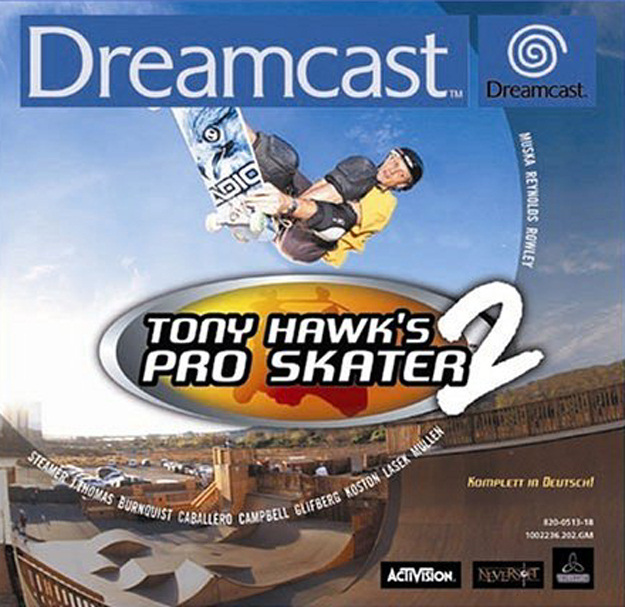 Dreamcast™
Dreamcast.
MUSKA REYNOLDS ROWLEY
TONY HAWK'S
PRO SKATER 2
STEAMER THOMAS BURNQUIST CABALLERO CAMPBELL GLIFBERG KOSTON LASEK MULLEN
KOMPLETT IN DEUTSCH!
820-0513-18
1002236.202.GM
ACTIVISION.
NEVERSOFT